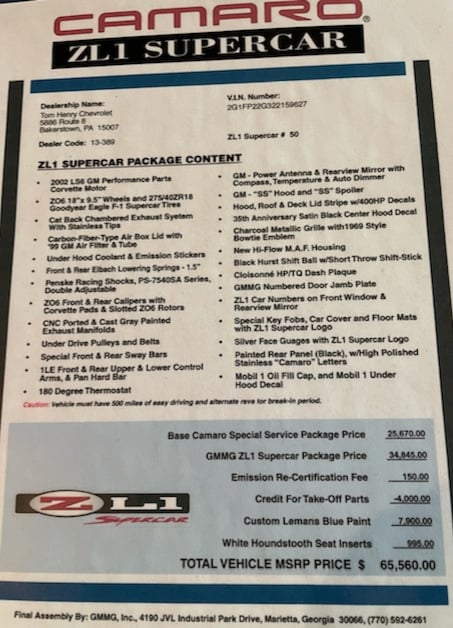 CAMARO®
ZL1 SUPERCAR
Dealership Name:
Tom Henry Chevrolet
5886 Route 8
Bakerstown, PA 15007
Dealer Code: 13-389
V.I.N. Number:
2G1FP22G322159627
ZL1 Supercar # 50
ZL1 SUPERCAR PACKAGE CONTENT
• 2002 LS6 GM Performance Parts
Corvette Motor
• ZO6 18"x 9.5" Wheels and 275/40ZR18
Goodyear Eagle F-1 Supercar Tires
• Cat Back Chambered Exhaust Syetem
With Stainless Tips
• Carbon-Fiber-Type Air Box Lid with
'99 GM Air Filter & Tube
• Under Hood Coolant & Emission Stickers
• Front & Rear Eibach Lowering Springs - 1.5"
• Penske Racing Shocks, PS-7540SA Series,
Double Adjustable
• ZO6 Front & Rear Calipers with
Corvette Pads & Slotted ZO6 Rotors
• CNC Ported & Cast Gray Painted
Exhaust Manifolds
• Under Drive Pulleys and Belts
• Special Front & Rear Sway Bars
• 1LE Front & Rear Upper & Lower Control
Arms, & Pan Hard Bar
• 180 Degree Thermostat
• GM - Power Antenna & Rearview Mirror with
Compass, Temperature & Auto Dimmer
• GM - "SS" Hood and "SS" Spoiler
• Hood, Roof & Deck Lid Stripe w/400HP Decals
• 35th Anniversary Satin Black Center Hood Decal
• Charcoal Metallic Grille with1969 Style
Bowtie Emblem
• New Hi-Flow M.A.F. Housing
• Black Hurst Shift Ball w/Short Throw Shift-Stick
• Cloisonné HP/TQ Dash Plaque
• GMMG Numbered Door Jamb Plate
• ZL1 Car Numbers on Front Window &
Rearview Mirror
• Special Key Fobs, Car Cover and Floor Mats
with ZL1 Supercar Logo
• Silver Face Guages with ZL1 Supercar Logo
• Painted Rear Panel (Black), w/High Polished
Stainless "Camaro" Letters
• Mobil 1 Oil Fill Cap, and Mobil 1 Under
Hood Decal
Caution: Vehicle must have 500 miles of easy driving and alternate revs for break-in period.
Base Camaro Special Service Package Price 25,670.00
GMMG ZL1 Supercar Package Price 34,845.00
Emission Re-Certification Fee 150.00
Credit For Take-Off Parts -4,000.00
Custom Lemans Blue Paint 7,900.00
White Houndstooth Seat Inserts 995.00
TOTAL VEHICLE MSRP PRICE $ 65,560.00
ZL1
SUPERCAR
Final Assembly By: GMMG, Inc., 4190 JVL Industrial Park Drive, Marietta, Georgia 30066, (770) 592-6261